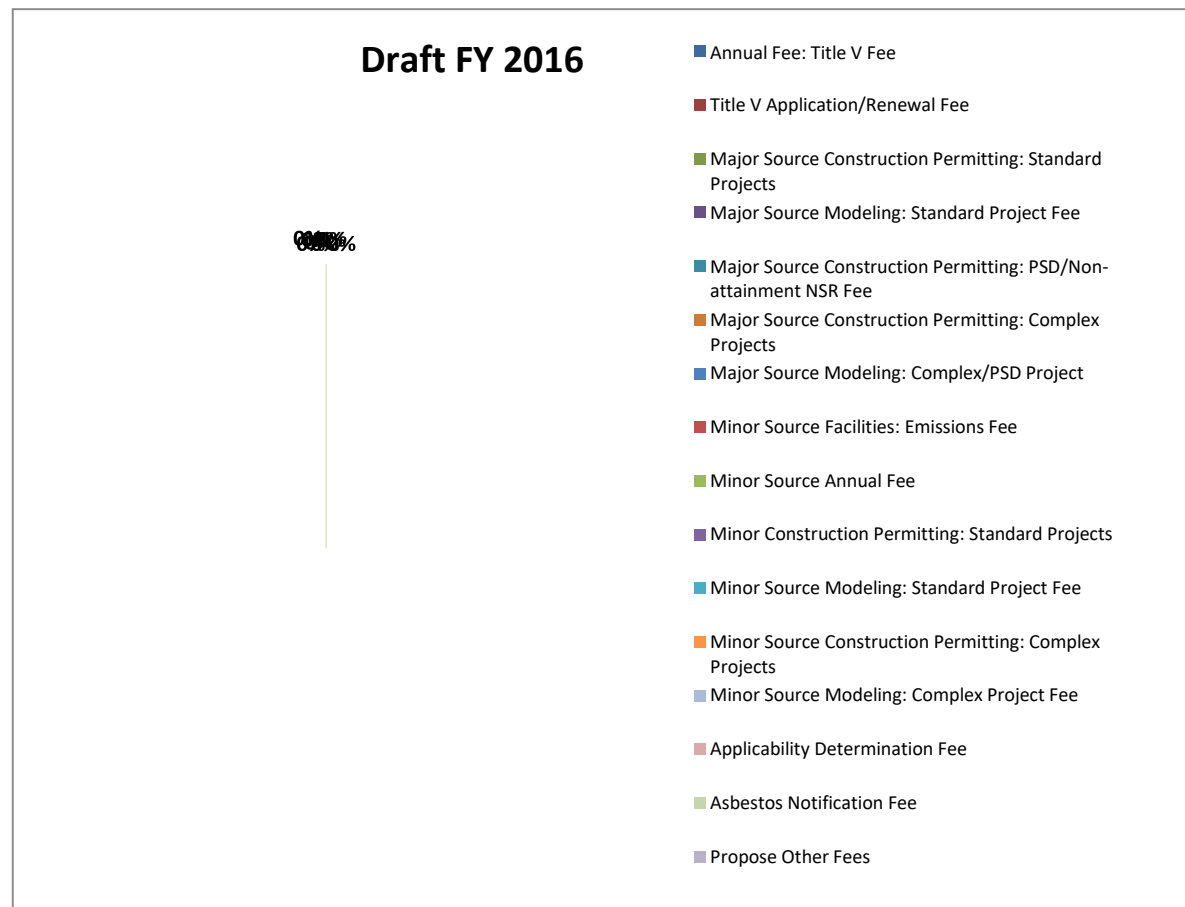 Draft FY 2016
Annual Fee: Title V Fee
Title V Application/Renewal Fee
Major Source Construction Permitting: Standard
Projects
Major Source Modeling: Standard Project Fee
Major Source Construction Permitting: PSD/Non-
attainment NSR Fee
Major Source Construction Permitting: Complex
Projects
Major Source Modeling: Complex/PSD Project
Minor Source Facilities: Emissions Fee
Minor Source Annual Fee
Minor Construction Permitting: Standard Projects
Minor Source Modeling: Standard Project Fee
Minor Source Construction Permitting: Complex
Projects
Minor Source Modeling: Complex Project Fee
Applicability Determination Fee
Asbestos Notification Fee
Propose Other Fees